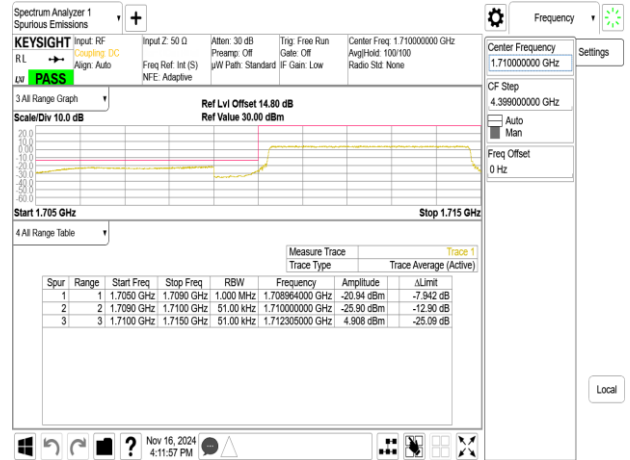 Spectrum Analyzer 1
Spurious Emissions
+
Frequency
KEYSIGHT
RL
LXI
PASS
Input: RF
Coupling: DC
Align: Auto
Input Z: 50 Ω
Freq Ref: Int (S)
NFE: Adaptive
Atten: 30 dB
Preamp: Off
µW Path: Standard
Trig: Free Run
Gate: Off
IF Gain: Low
Center Freq: 1.710000000 GHz
Avg|Hold: 100/100
Radio Std: None
Center Frequency
1.710000000 GHz
Settings
CF Step
4.399000000 GHz
Auto
Man
Freq Offset
0 Hz
3 All Range Graph
Scale/Div 10.0 dB
Ref Lvl Offset 14.80 dB
Ref Value 30.00 dBm
20.0
10.0
0.00
-10.0
-20.0
-30.0
-40.0
-50.0
-60.0
Start 1.705 GHz
Stop 1.715 GHz
4 All Range Table
Measure Trace Trace 1
Trace Type Trace Average (Active)
Spur Range Start Freq Stop Freq RBW Frequency Amplitude ΔLimit
1 1 1.7050 GHz 1.7090 GHz 1.000 MHz 1.708964000 GHz -20.94 dBm -7.942 dB
2 2 1.7090 GHz 1.7100 GHz 51.00 kHz 1.710000000 GHz -25.90 dBm -12.90 dB
3 3 1.7100 GHz 1.7150 GHz 51.00 kHz 1.712305000 GHz 4.908 dBm -25.09 dB
Local
?
Nov 16, 2024
4:11:57 PM